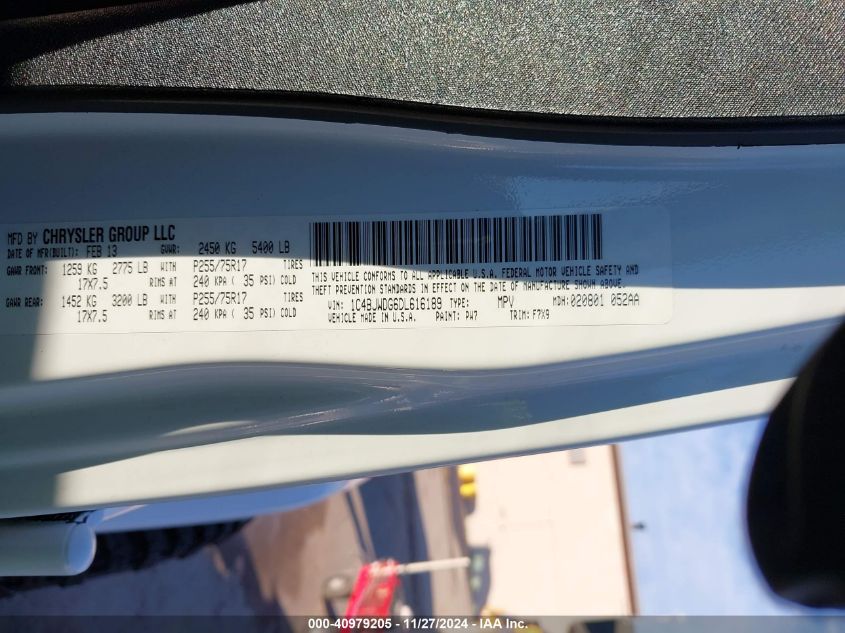 MFD BY CHRYSLER GROUP LLC
DATE OF MFR(BUILT): FEB 13 GVWR: 2450 KG 5400 LB
GAWR FRONT: 1259 KG 2775 LB WITH P255/75R17 TIRES
17X7.5 RIMS AT 240 KPA ( 35 PSI) COLD
GAWR REAR: 1452 KG 3200 LB WITH P255/75R17 TIRES
17X7.5 RIMS AT 240 KPA ( 35 PSI) COLD
THIS VEHICLE CONFORMS TO ALL APPLICABLE U.S.A. FEDERAL MOTOR VEHICLE SAFETY AND
THEFT PREVENTION STANDARDS IN EFFECT ON THE DATE OF MANUFACTURE SHOWN ABOVE.
VIN: 1C4BJWDG6DL616189 TYPE: MPV MDH: 020801 052AA
VEHICLE MADE IN U.S.A. PAINT: PW7 TRIM: F7X9
000-40979205 - 11/27/2024 - IAA Inc.